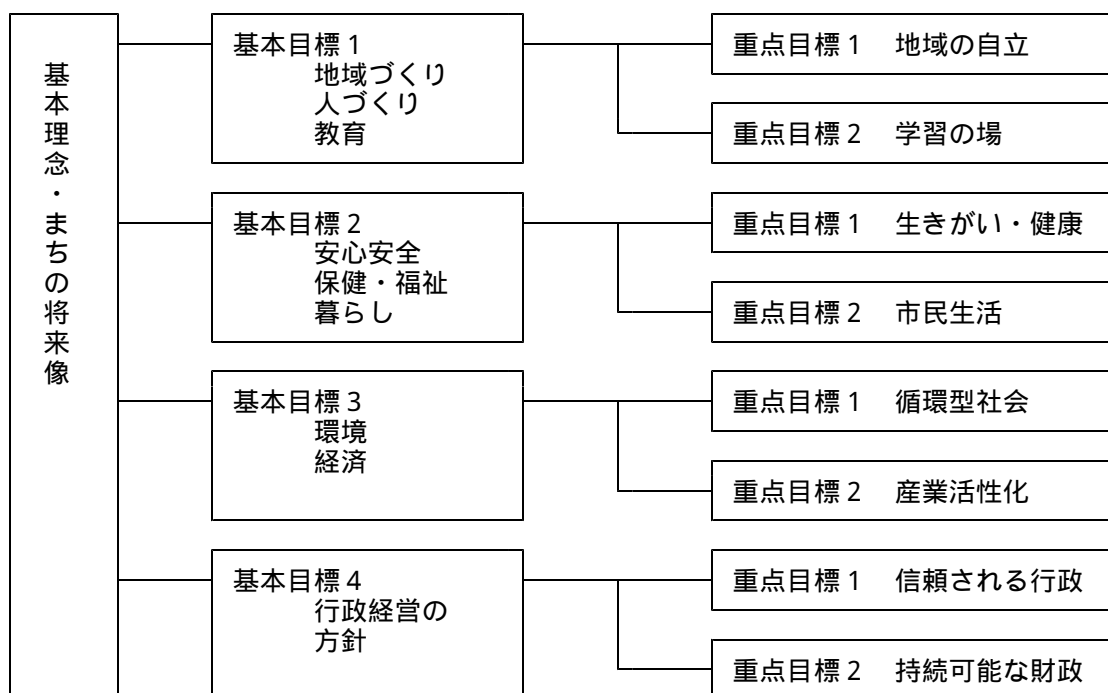 基本理念・まちの将来像
基本目標1
地域づくり
人づくり
教育
重点目標1 地域の自立
重点目標2 学習の場
基本目標2
安心安全
保健・福祉
暮らし
重点目標1 生きがい・健康
重点目標2 市民生活
基本目標3
環境
経済
重点目標1 循環型社会
重点目標2 産業活性化
基本目標4
行政経営の
方針
重点目標1 信頼される行政
重点目標2 持続可能な財政